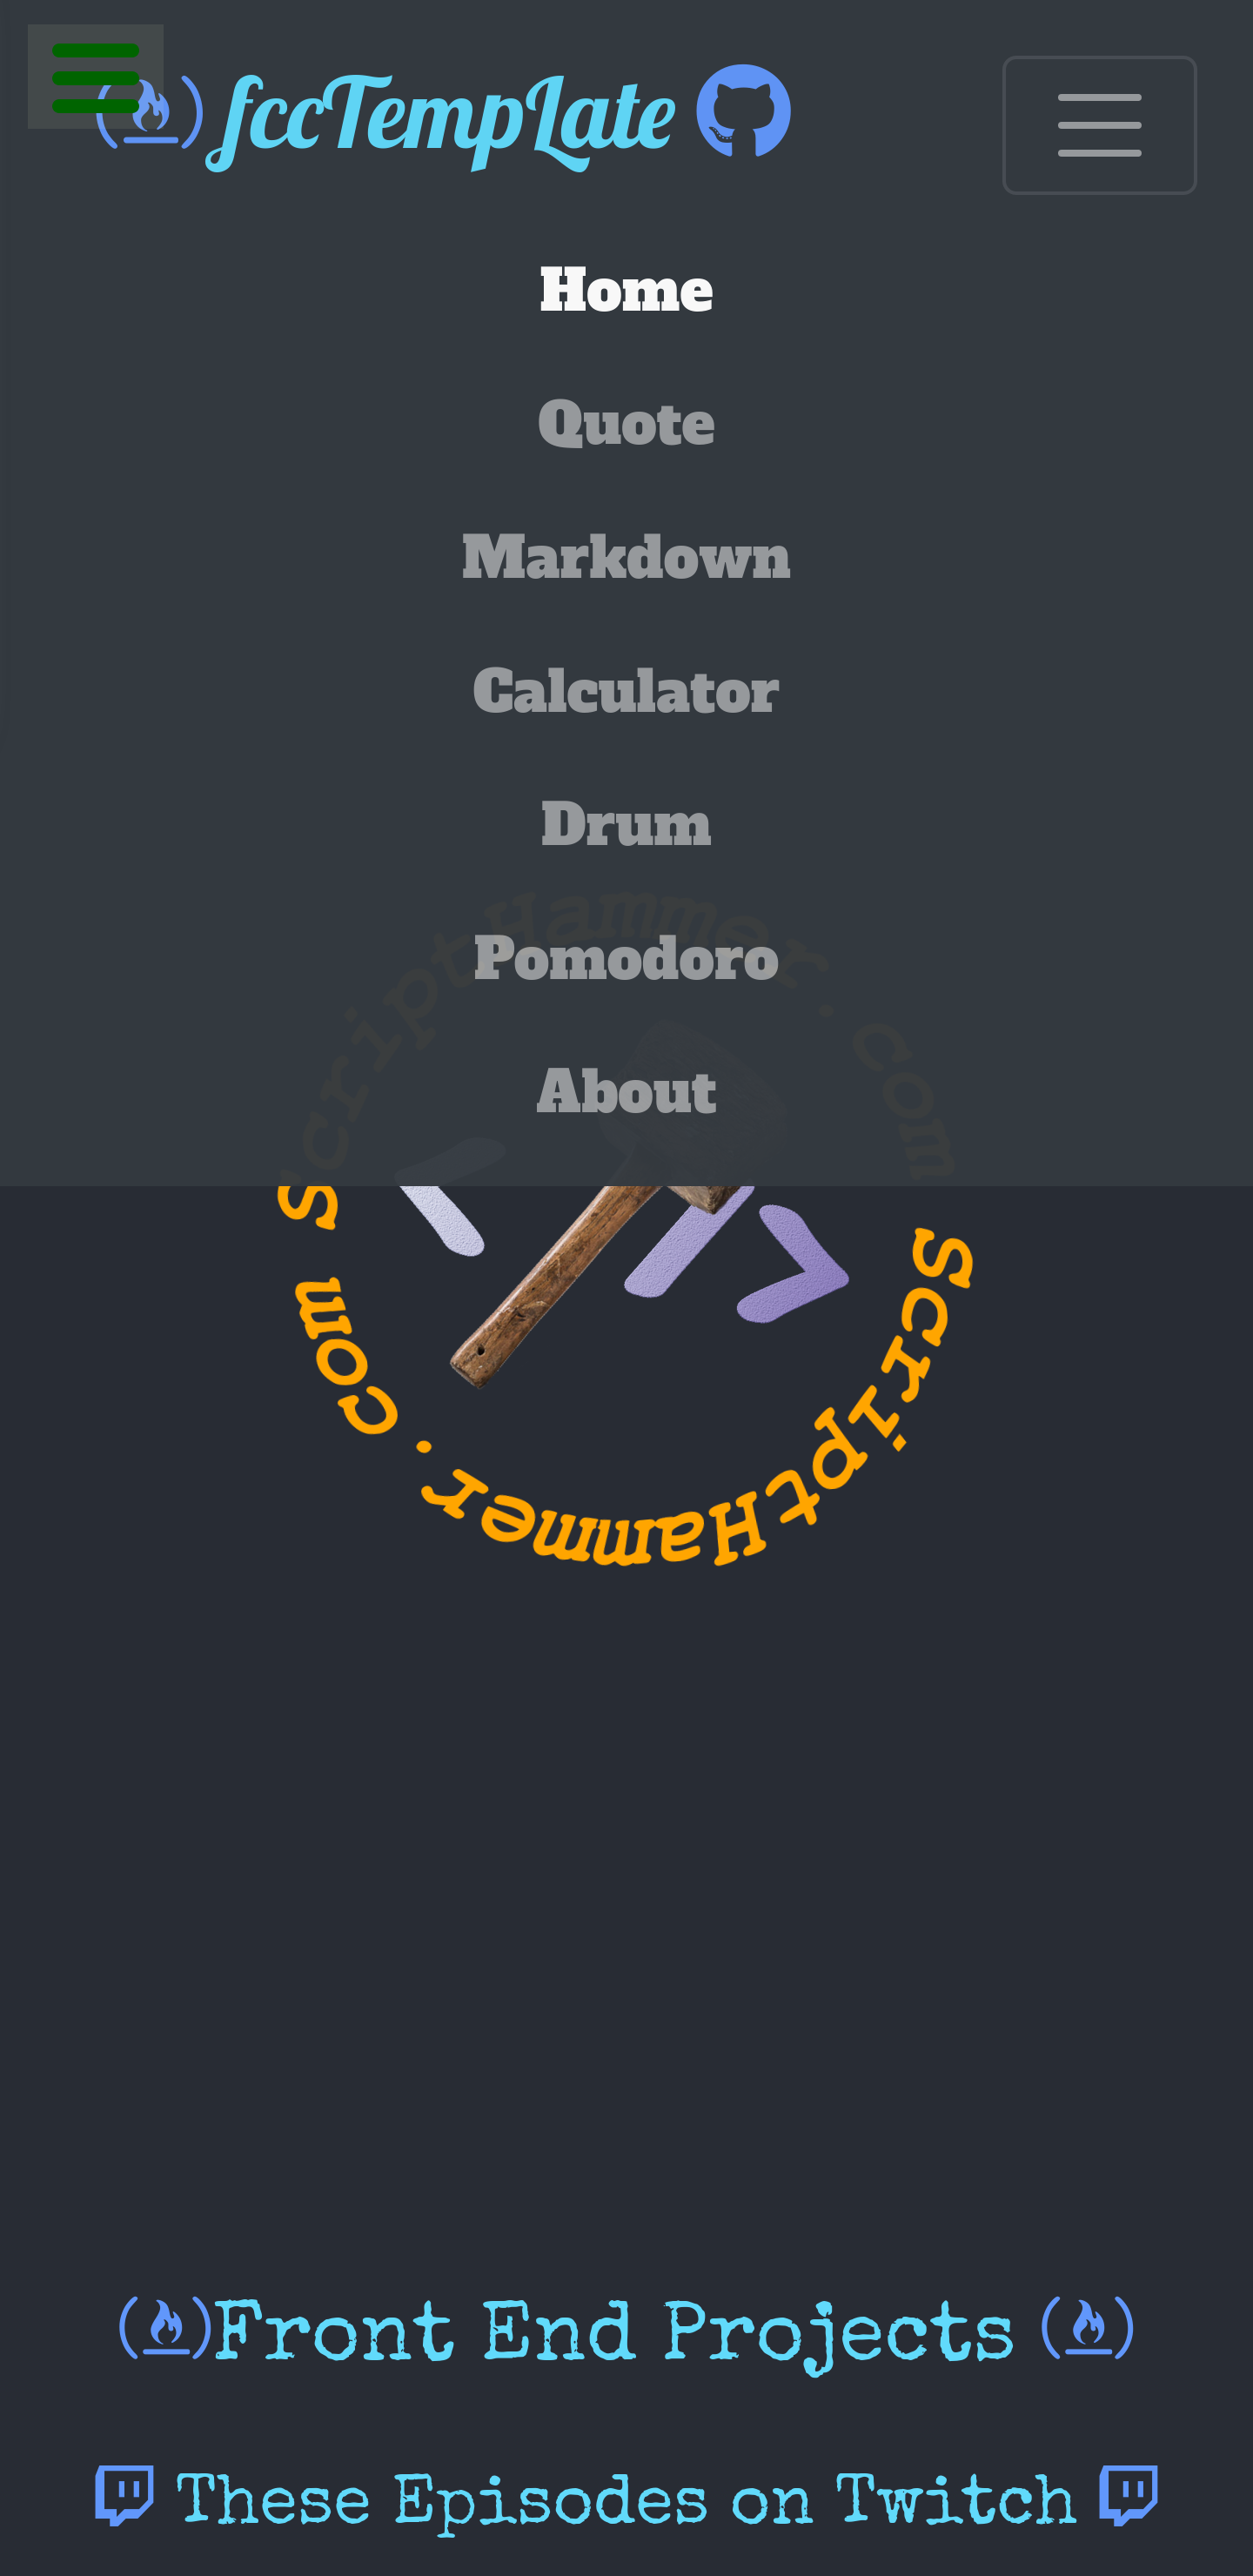 fccTempLate
Home
Quote
Markdown
Calculator
Drum
Pomodoro
About
ScriptHammer.com
ScriptHammer.com
Front End Projects
These Episodes on Twitch